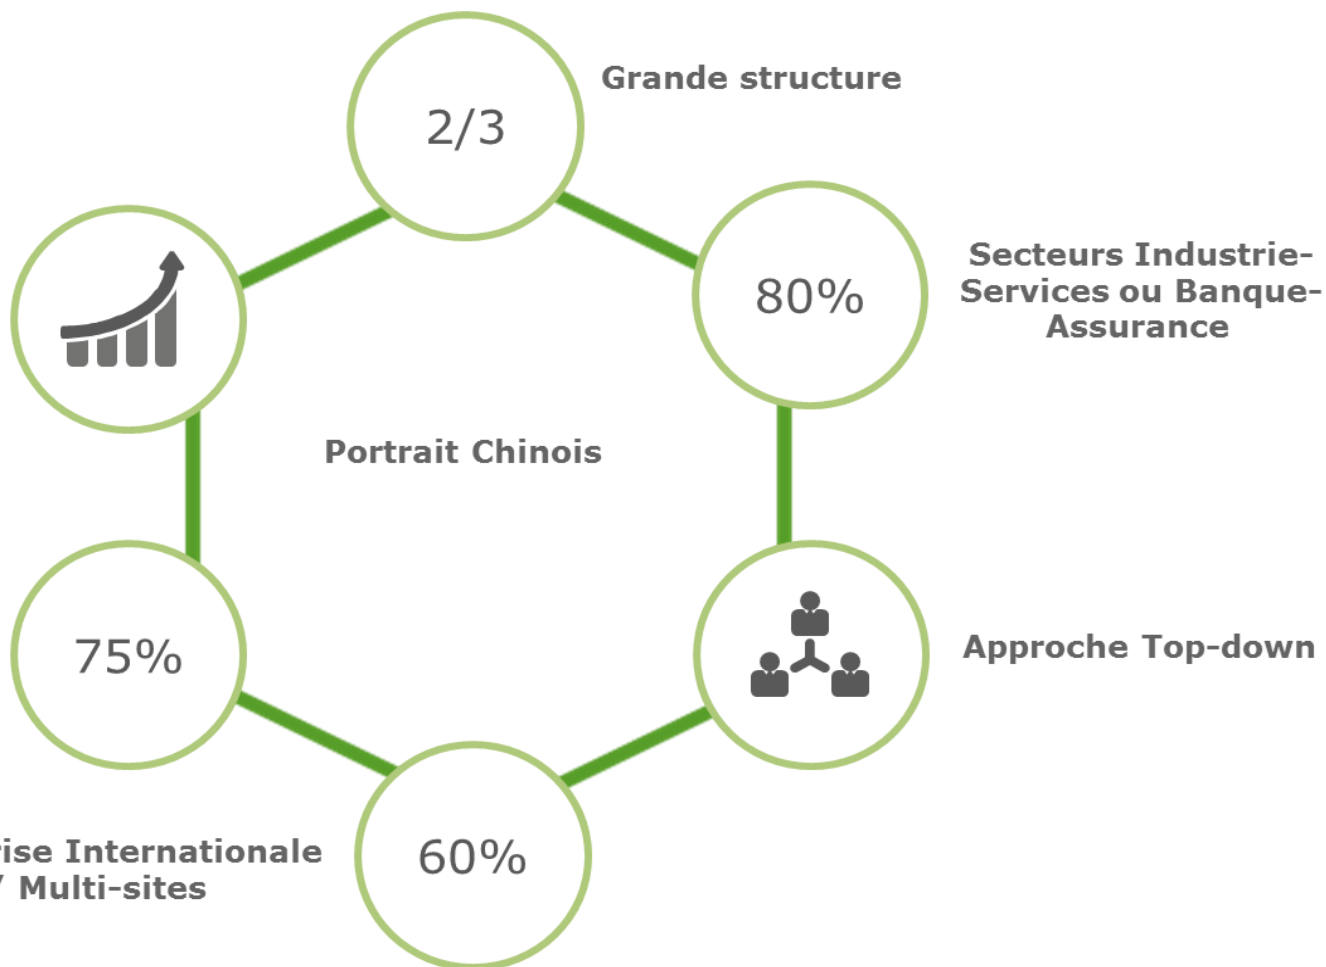 Grande structure
2/3
Secteurs Industrie-
Services ou Banque-
Assurance
80%
Portrait Chinois
75%
Approche Top-down
rise Internationale
/ Multi-sites
60%